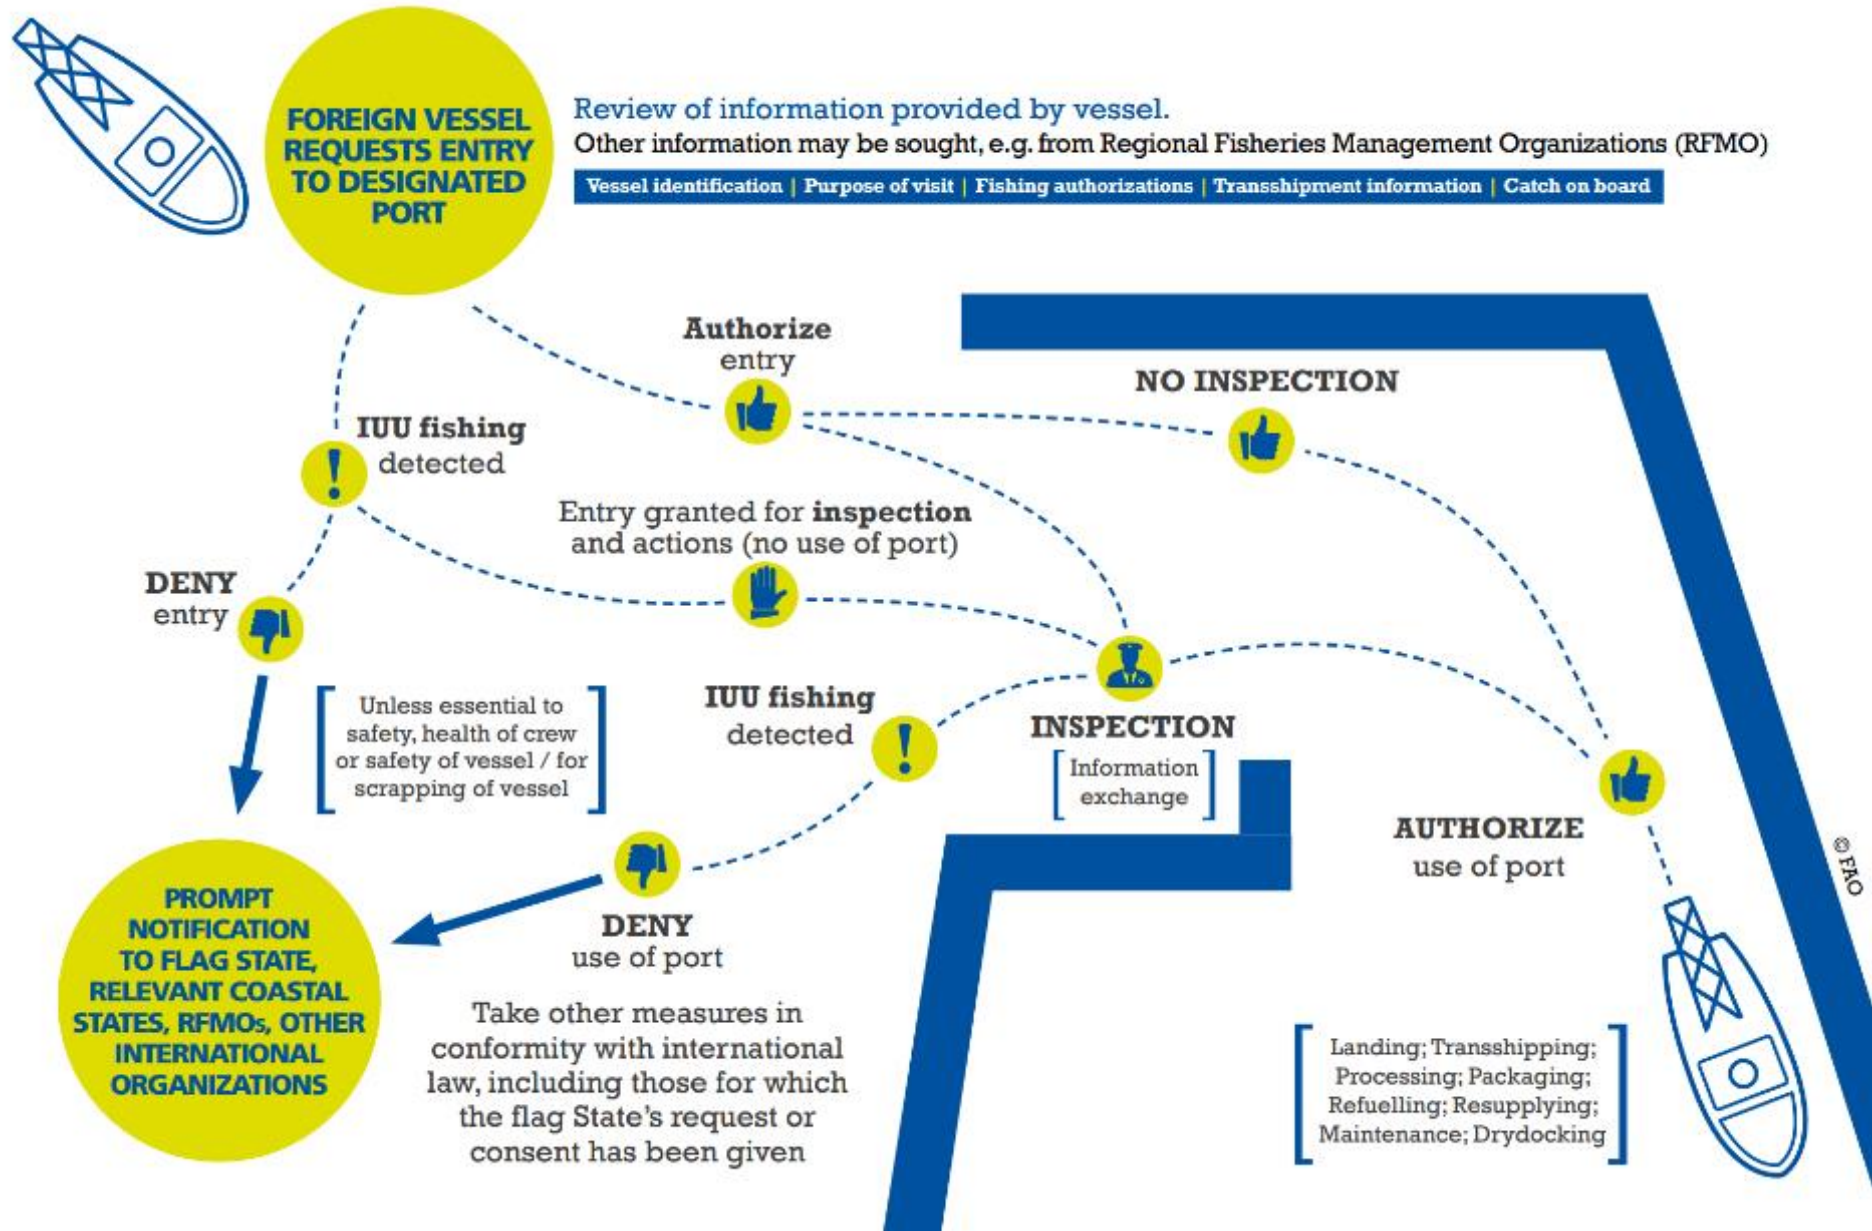 FOREIGN VESSEL
REQUESTS ENTRY
TO DESIGNATED
PORT
Review of information provided by vessel.
Other information may be sought, e.g. from Regional Fisheries Management Organizations (RFMO)
Vessel identification | Purpose of visit | Fishing authorizations | Transshipment information | Catch on board
Authorize
entry
NO INSPECTION
IUU fishing
detected
Entry granted for inspection
and actions (no use of port)
DENY
entry
Unless essential to
safety, health of crew
or safety of vessel / for
scrapping of vessel
IUU fishing
detected
INSPECTION
Information
exchange
AUTHORIZE
use of port
© FAO
PROMPT
NOTIFICATION
TO FLAG STATE,
RELEVANT COASTAL
STATES, RFMOs, OTHER
INTERNATIONAL
ORGANIZATIONS
DENY
use of port
Take other measures in
conformity with international
law, including those for which
the flag State's request or
consent has been given
Landing; Transshipping;
Processing; Packaging;
Refuelling; Resupplying;
Maintenance; Drydocking